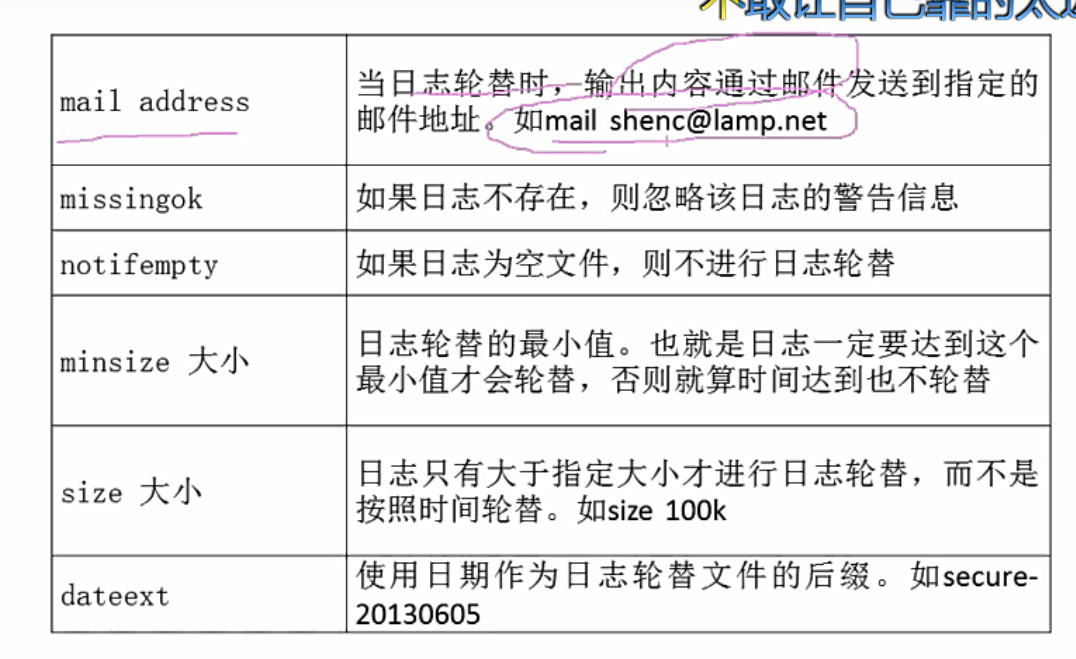 mail address
当日志轮替时，输出内容通过邮件发送到指定的
邮件地址。如mail shenc@lamp.net
missingok
如果日志不存在，则忽略该日志的警告信息
notifempty
如果日志为空文件，则不进行日志轮替
minsize 大小
日志轮替的最小值。也就是日志一定要达到这个
最小值才会轮替，否则就算时间达到也不轮替
size 大小
日志只有大于指定大小才进行日志轮替，而不是
按照时间轮替。如size 100k
dateext
使用日期作为日志轮替文件的后缀。如secure-
20130605